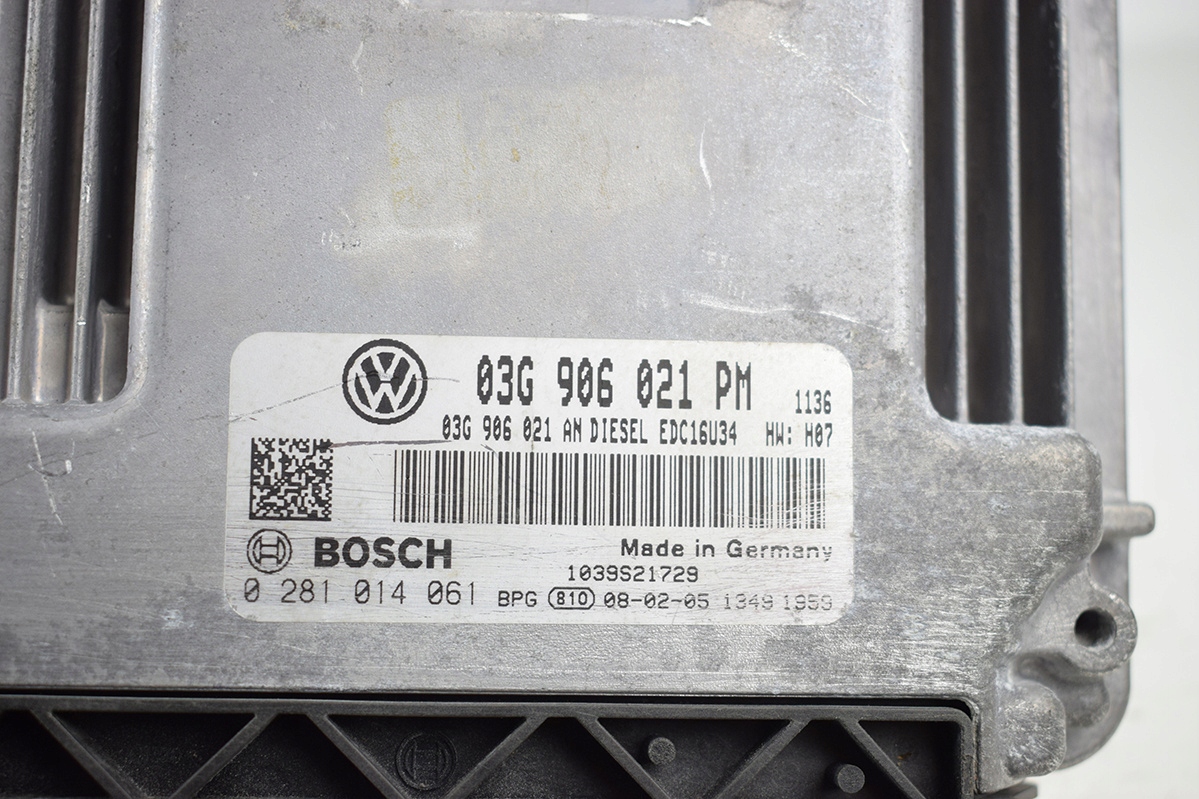 03G 906 021 PM 1136
03G 906 021 AN DIESEL EDC16U34 HW: H07
BOSCH Made in Germany
1039S21729
0 281 014 061 BPG 810 08-02-05 1349 1959